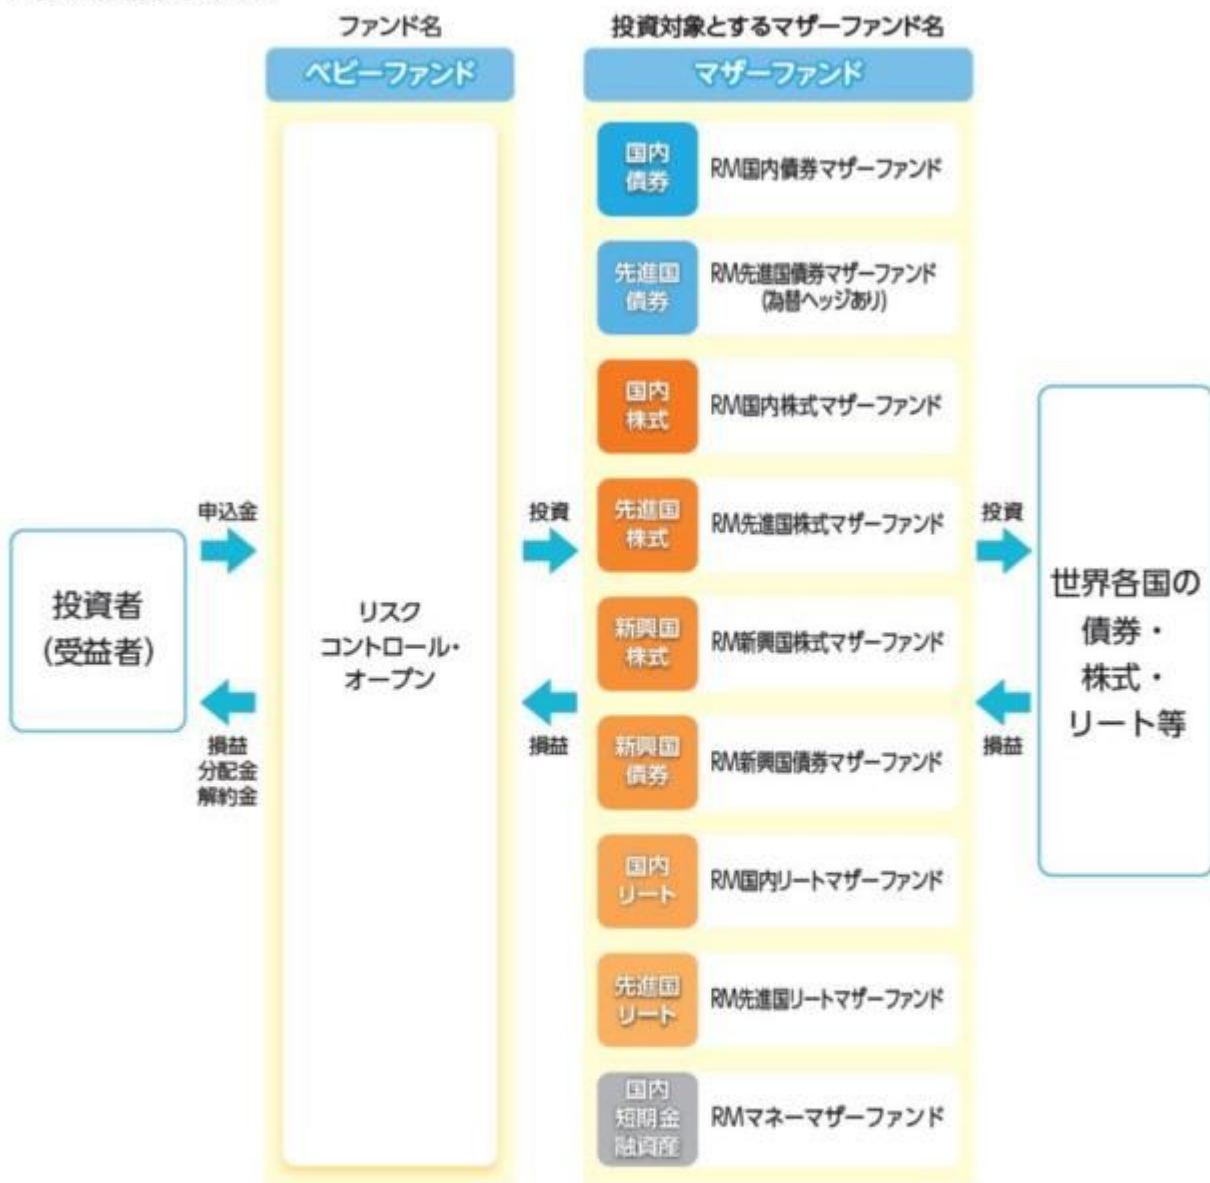 ファンド名
投資対象とするマザーファンド名
ベビーファンド
マザーファンド
申込金
投資者
(受益者)
損益
分配金
解約金
リスク
コントロール・
オープン
投資
損益
国内
債券
RM国内債券マザーファンド
先進国
債券
RM先進国債券マザーファンド
(為替ヘッジあり)
国内
株式
RM国内株式マザーファンド
先進国
株式
RM先進国株式マザーファンド
新興国
株式
RM新興国株式マザーファンド
新興国
債券
RM新興国債券マザーファンド
国内
リート
RM国内リートマザーファンド
先進国
リート
RM先進国リートマザーファンド
国内
短期金
融資産
RMマネーマザーファンド
投資
損益
世界各国の
債券・
株式・
リート等